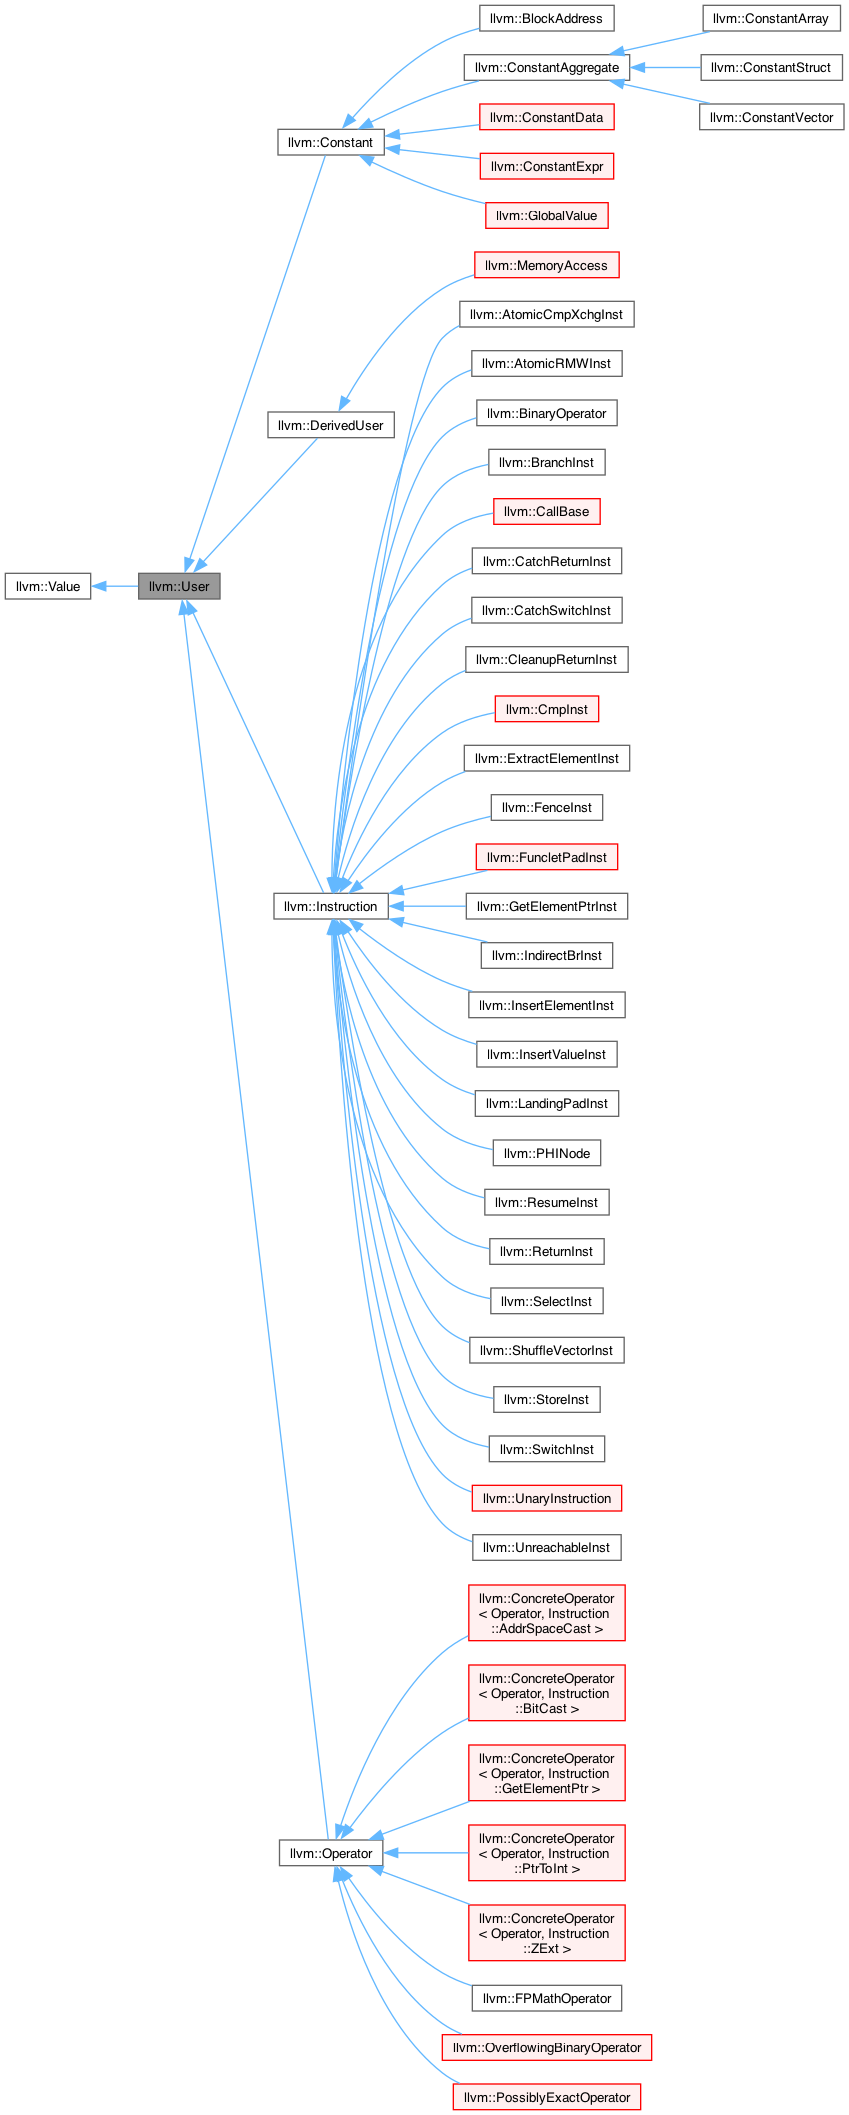 llvm::BlockAddress
llvm::ConstantArray
llvm::ConstantAggregate
llvm::ConstantStruct
llvm::ConstantData
llvm::ConstantVector
llvm::Constant
llvm::ConstantExpr
llvm::GlobalValue
llvm::MemoryAccess
llvm::AtomicCmpXchgInst
llvm::AtomicRMWInst
llvm::BinaryOperator
llvm::DerivedUser
llvm::BranchInst
llvm::CallBase
llvm::CatchReturnInst
llvm::Value
llvm::User
llvm::CatchSwitchInst
llvm::CleanupReturnInst
llvm::CmpInst
llvm::ExtractElementInst
llvm::FenceInst
llvm::FuncletPadInst
llvm::Instruction
llvm::GetElementPtrInst
llvm::IndirectBrInst
llvm::InsertElementInst
llvm::InsertValueInst
llvm::LandingPadInst
llvm::PHINode
llvm::ResumeInst
llvm::ReturnInst
llvm::SelectInst
llvm::ShuffleVectorInst
llvm::StoreInst
llvm::SwitchInst
llvm::UnaryInstruction
llvm::UnreachableInst
llvm::ConcreteOperator
< Operator, Instruction
::AddrSpaceCast >
llvm::ConcreteOperator
< Operator, Instruction
::BitCast >
llvm::ConcreteOperator
< Operator, Instruction
::GetElementPtr >
llvm::Operator
llvm::ConcreteOperator
< Operator, Instruction
::PtrToInt >
llvm::ConcreteOperator
< Operator, Instruction
::ZExt >
llvm::FPMathOperator
llvm::OverflowingBinaryOperator
llvm::PossiblyExactOperator